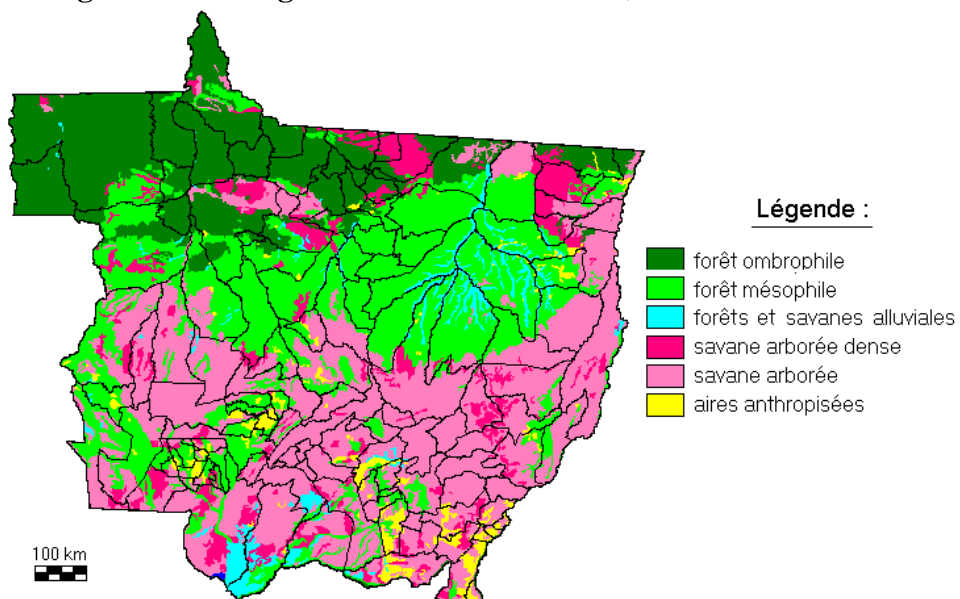 Légende :
forêt ombrophile
forêt mésophile
forêts et savanes alluviales
savane arborée dense
savane arborée
aires anthropisées
100 km